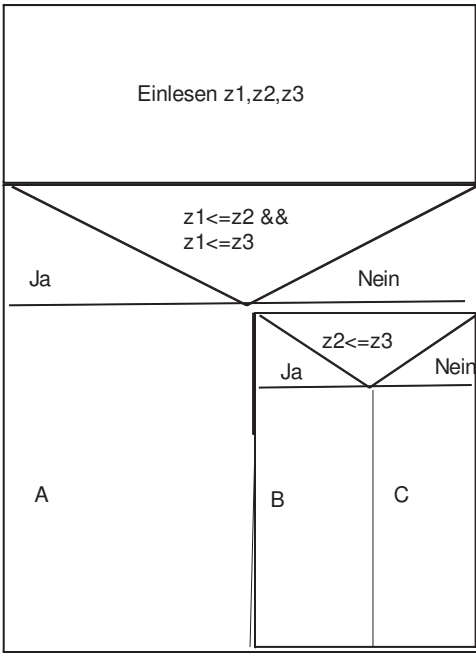 Einlesen z1,z2,z3
z1<=z2 &&
z1<=z3
Ja
Nein
z2<=z3
Ja
Nein
A
B
C